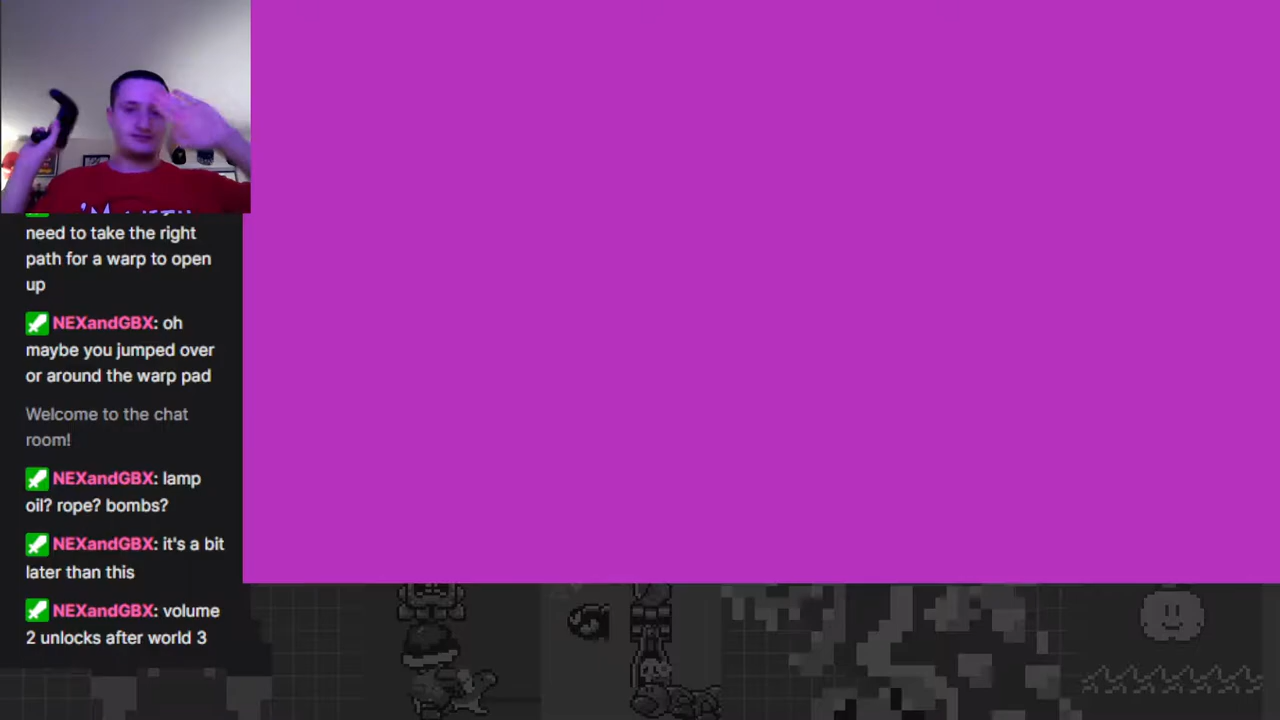 need to take the right
path for a warp to open
up
NEXandGBX: oh
maybe you jumped over
or around the warp pad
Welcome to the chat
room!
NEXandGBX: lamp
oil? rope? bombs?
NEXandGBX: it's a bit
later than this
NEXandGBX: volume
2 unlocks after world 3